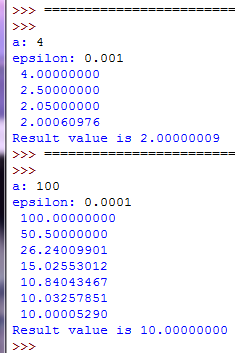 >>> ========================
>>>
a: 4
epsilon: 0.001
4.00000000
2.50000000
2.05000000
2.00060976
Result value is 2.00000009
>>> ========================
>>>
a: 100
epsilon: 0.0001
100.00000000
50.50000000
26.24009901
15.02553012
10.84043467
10.03257851
10.00005290
Result value is 10.00000000
>>>